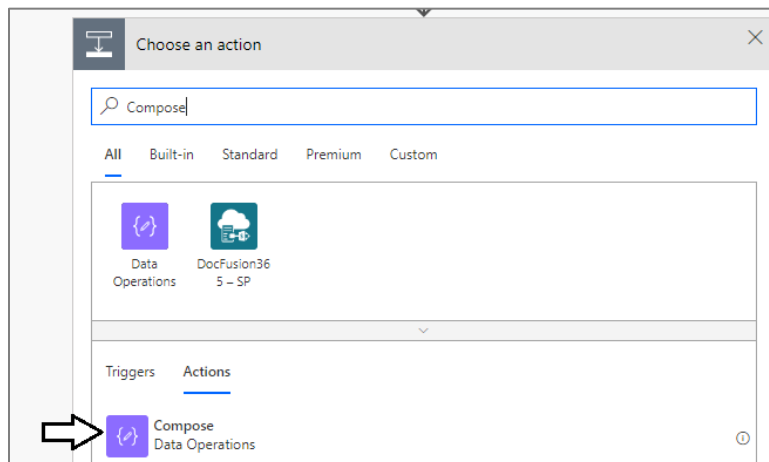 Choose an action
Compose
All Built-in Standard Premium Custom
Data
Operations
DocFusion36
5 – SP
Triggers Actions
Compose
Data Operations